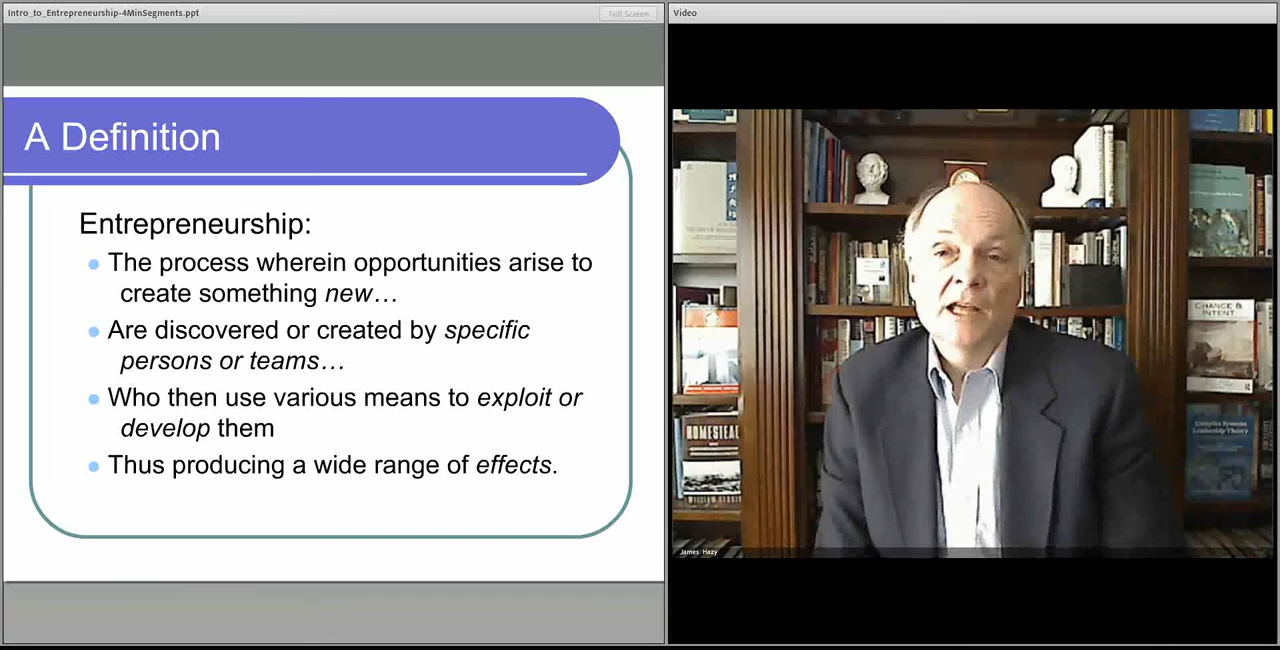 Intro_to_Entrepreneurship-4MinSegments.ppt
Full Screen
A Definition
Entrepreneurship:
The process wherein opportunities arise to
create something new…
Are discovered or created by specific
persons or teams…
Who then use various means to exploit or
develop them
Thus producing a wide range of effects.
Video
CHANCE &
INTENT
HOMESTEAD
Complex Systems
Leadership Theory
James Hazy